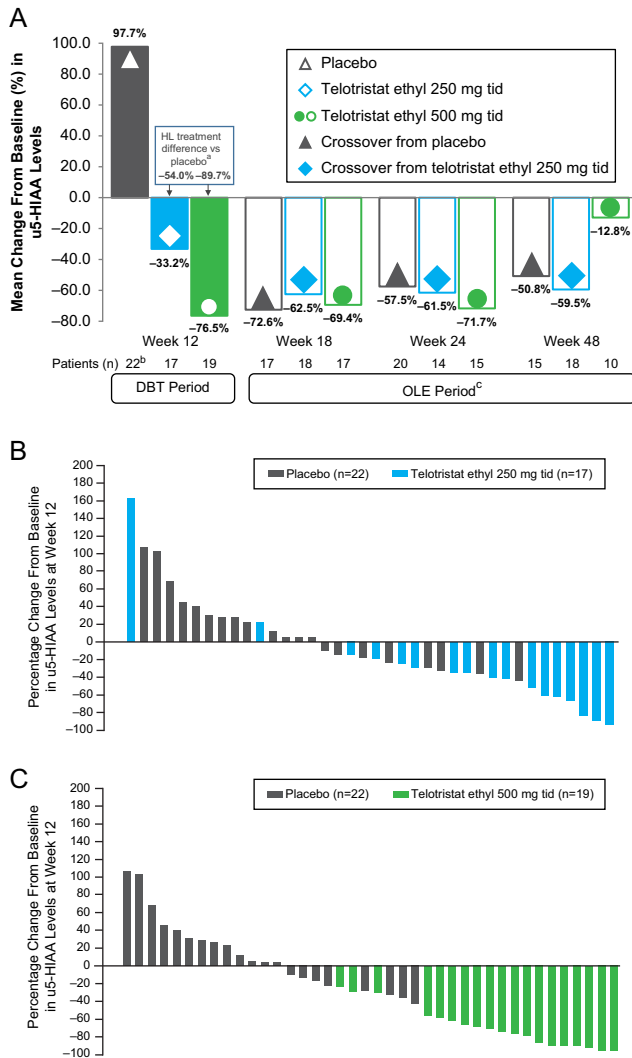 A
Mean Change From Baseline (%) in
u5-HIAA Levels
100.0
80.0
60.0
40.0
20.0
0.0
−20.0
−40.0
−60.0
−80.0
97.7%
HL treatment
difference vs
placeboᵃ
−54.0% −89.7%
Placebo
Telotristat ethyl 250 mg tid
Telotristat ethyl 500 mg tid
Crossover from placebo
Crossover from telotristat ethyl 250 mg tid
−33.2%
−76.5%
−72.6%
−62.5%
−69.4%
−57.5%
−61.5%
−71.7%
−50.8%
−59.5%
−12.8%
Week 12 Week 18 Week 24 Week 48
Patients (n) 22ᵇ 17 19 17 18 17 20 14 15 15 18 10
DBT Period OLE Periodᶜ
B
Percentage Change From Baseline
in u5-HIAA Levels at Week 12
200
180
160
140
120
100
80
60
40
20
0
−20
−40
−60
−80
−100
Placebo (n=22) Telotristat ethyl 250 mg tid (n=17)
C
Percentage Change From Baseline
in u5-HIAA Levels at Week 12
200
180
160
140
120
100
80
60
40
20
0
−20
−40
−60
−80
−100
Placebo (n=22) Telotristat ethyl 500 mg tid (n=19)